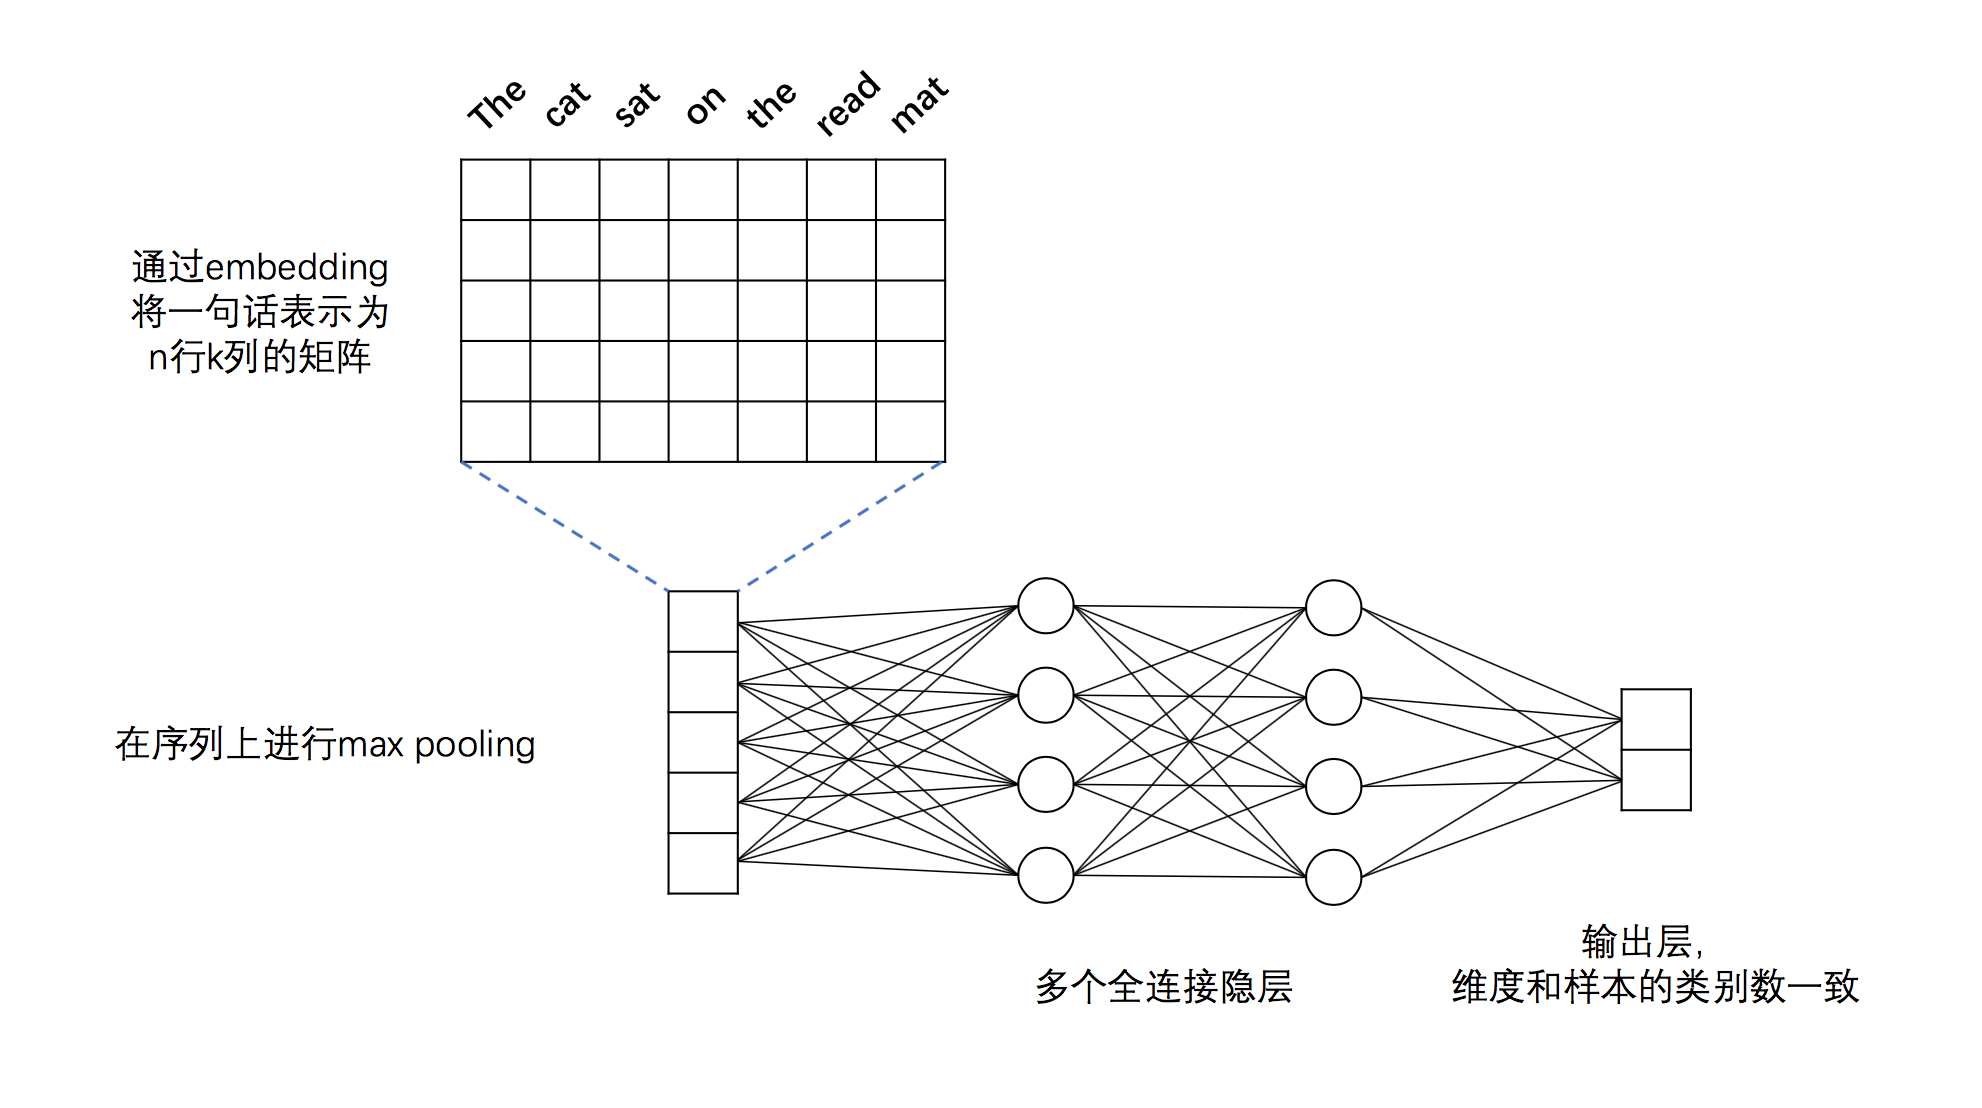 The cat sat on the read mat
通过embedding
将一句话表示为
n行k列的矩阵
在序列上进行max pooling
多个全连接隐层
输出层,
维度和样本的类别数一致